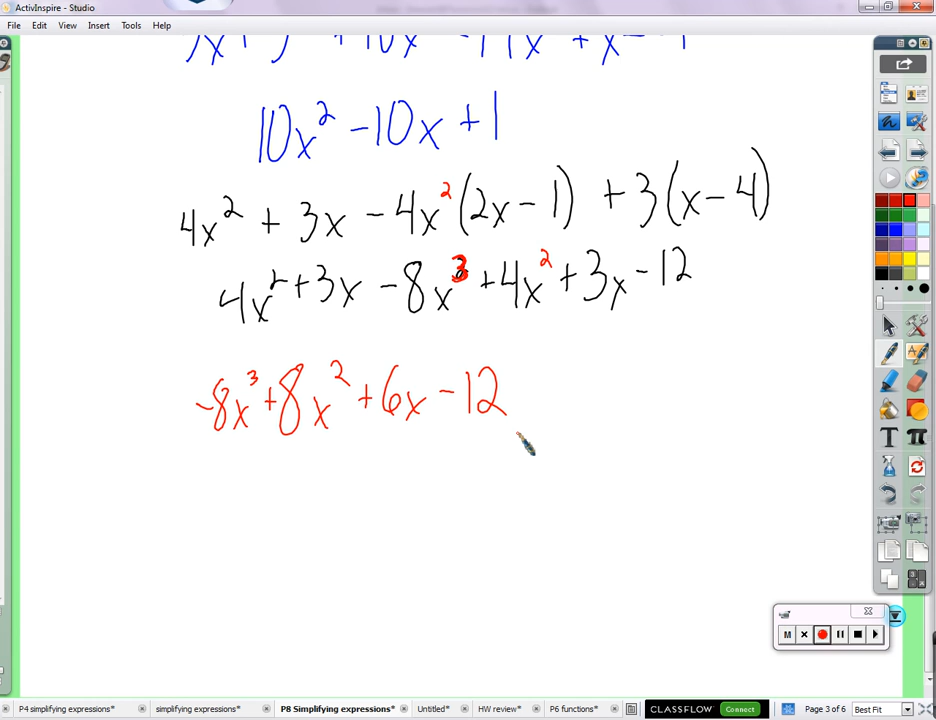 ActivInspire - Studio
File Edit View Insert Tools Help
10x² - 10x + 1
4x² + 3x - 4x²(2x - 1) + 3(x - 4)
4x² + 3x - 8x³ + 4x² + 3x - 12
-8x³ + 8x² + 6x - 12
M
P4 simplifying expressions* simplifying expressions* P8 Simplifying expressions* Untitled* HW review* P6 functions* CLASSFLOW Connect Page 3 of 6 Best Fit